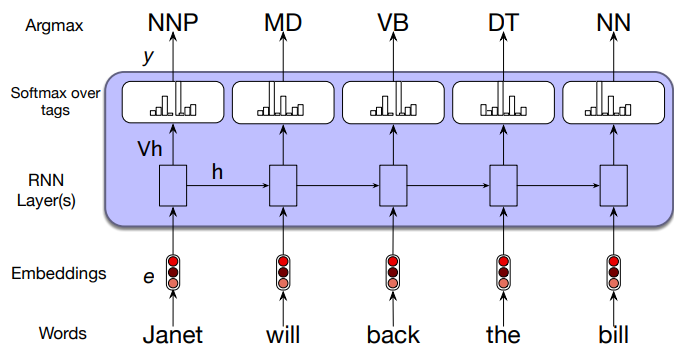 Argmax NNP MD VB DT NN
y
Softmax over
tags
Vh
h
RNN
Layer(s)
Embeddings e
Words Janet will back the bill